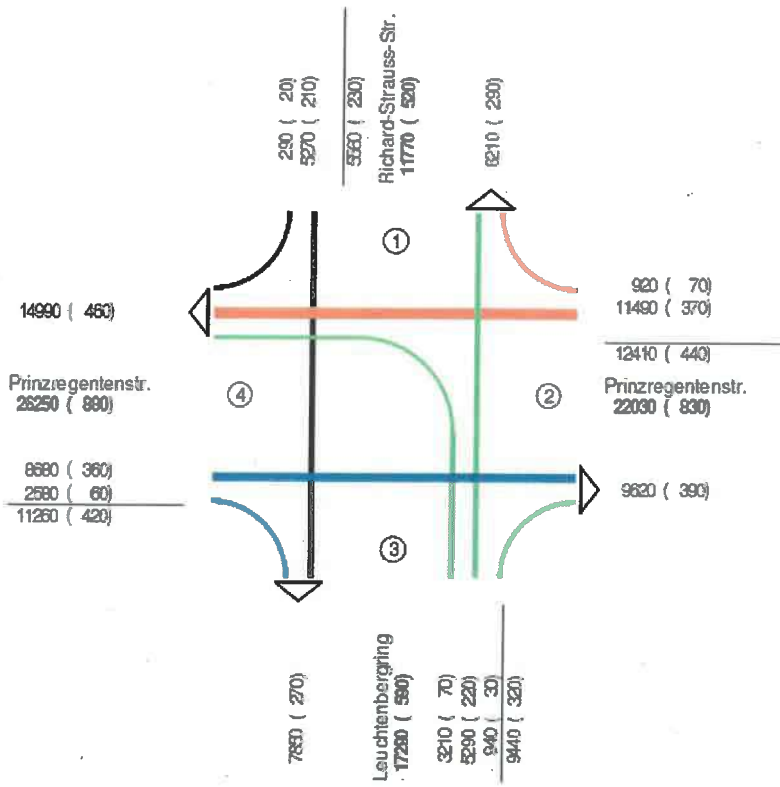 290 ( 20)
5270 ( 210)
5560 ( 230)
Richard-Strauss-Str.
11770 ( 520)
6210 ( 290)
1
920 ( 70)
11490 ( 370)
12410 ( 440)
14990 ( 460)
Prinzregentenstr.
26250 ( 880)
4
2
Prinzregentenstr.
22030 ( 830)
8680 ( 360)
2580 ( 60)
11260 ( 420)
9620 ( 390)
3
7850 ( 270)
Leuchtenbergring
17290 ( 590)
3210 ( 70)
5290 ( 220)
940 ( 30)
9440 ( 320)